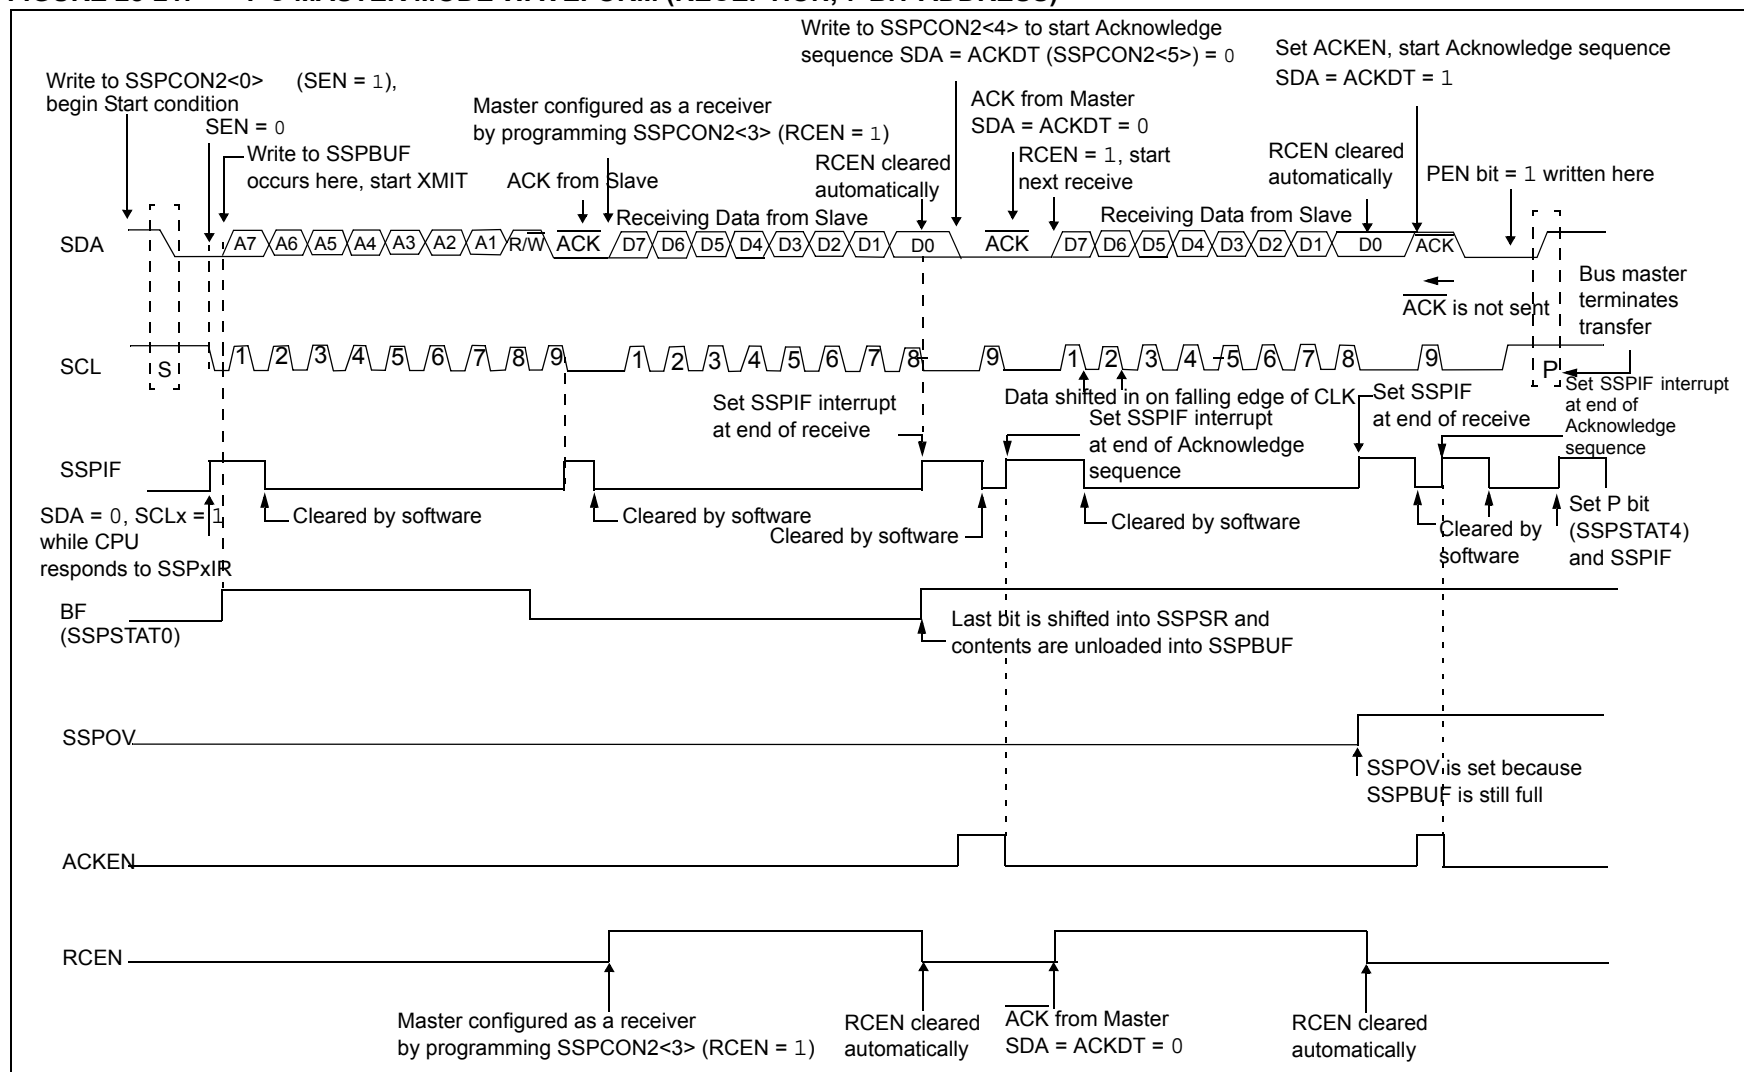 Write to SSPCON2<4> to start Acknowledge
sequence SDA = ACKDT (SSPCON2<5>) = 0
Set ACKEN, start Acknowledge sequence
SDA = ACKDT = 1
Write to SSPCON2<0> (SEN = 1),
begin Start condition
Master configured as a receiver
by programming SSPCON2<3> (RCEN = 1)
ACK from Master
SDA = ACKDT = 0
SEN = 0
Write to SSPBUF
occurs here, start XMIT
ACK from Slave
RCEN cleared
automatically
RCEN = 1, start
next receive
RCEN cleared
automatically
PEN bit = 1 written here
Receiving Data from Slave
Receiving Data from Slave
SDA
A7 A6 A5 A4 A3 A2 A1 R/W ACK D7 D6 D5 D4 D3 D2 D1 D0 ACK D7 D6 D5 D4 D3 D2 D1 D0 ACK
ACK is not sent
Bus master
terminates
transfer
SCL
S 1 2 3 4 5 6 7 8 9 1 2 3 4 5 6 7 8 9 1 2 3 4 5 6 7 8 9 P
Data shifted in on falling edge of CLK
Set SSPIF interrupt
at end of receive
Set SSPIF interrupt
at end of Acknowledge
sequence
Set SSPIF
at end of receive
Set SSPIF interrupt
at end of
Acknowledge
sequence
SSPIF
SDA = 0, SCLx = 1
while CPU
responds to SSPxIR
Cleared by software
Cleared by software
Cleared by software
Cleared by software
Cleared by
software
Set P bit
(SSPSTAT4)
and SSPIF
BF
(SSPSTAT0)
Last bit is shifted into SSPSR and
contents are unloaded into SSPBUF
SSPOV
SSPOV is set because
SSPBUF is still full
ACKEN
RCEN
Master configured as a receiver
by programming SSPCON2<3> (RCEN = 1)
RCEN cleared
automatically
ACK from Master
SDA = ACKDT = 0
RCEN cleared
automatically